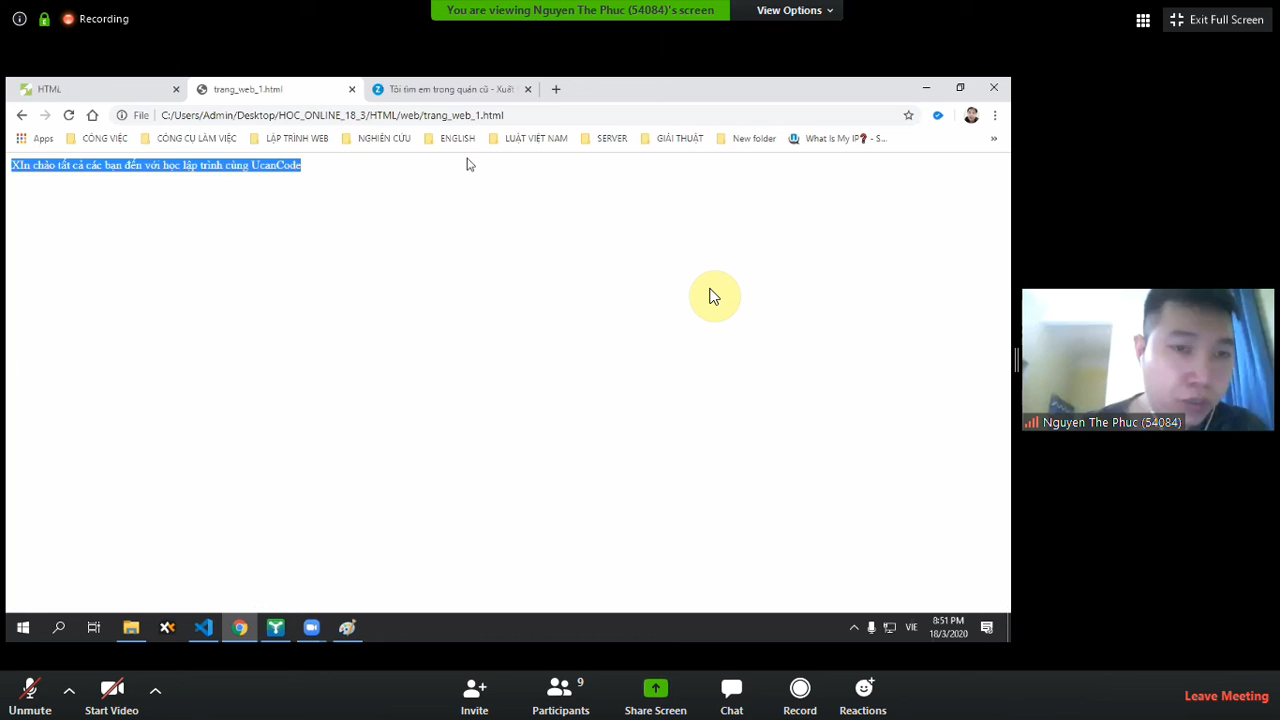 Recording
You are viewing Nguyen The Phuc (54084)'s screen
View Options
Exit Full Screen
HTML
trang_web_1.html
Tôi tìm em trong quán cũ - Xuất
File
C:/Users/Admin/Desktop/HOC_ONLINE_18_3/HTML/web/trang_web_1.html
Apps
CÔNG VIỆC
CÔNG CỤ LÀM VIỆC
LẬP TRÌNH WEB
NGHIÊN CỨU
ENGLISH
LUẬT VIỆT NAM
SERVER
GIẢI THUẬT
New folder
What Is My IP❓ - S...
»
XIn chào tất cả các bạn đến với học lập trình cùng UcanCode
Nguyen The Phuc (54084)
VIE
8:51 PM
18/3/2020
Unmute
Start Video
Invite
9
Participants
Share Screen
Chat
Record
Reactions
Leave Meeting